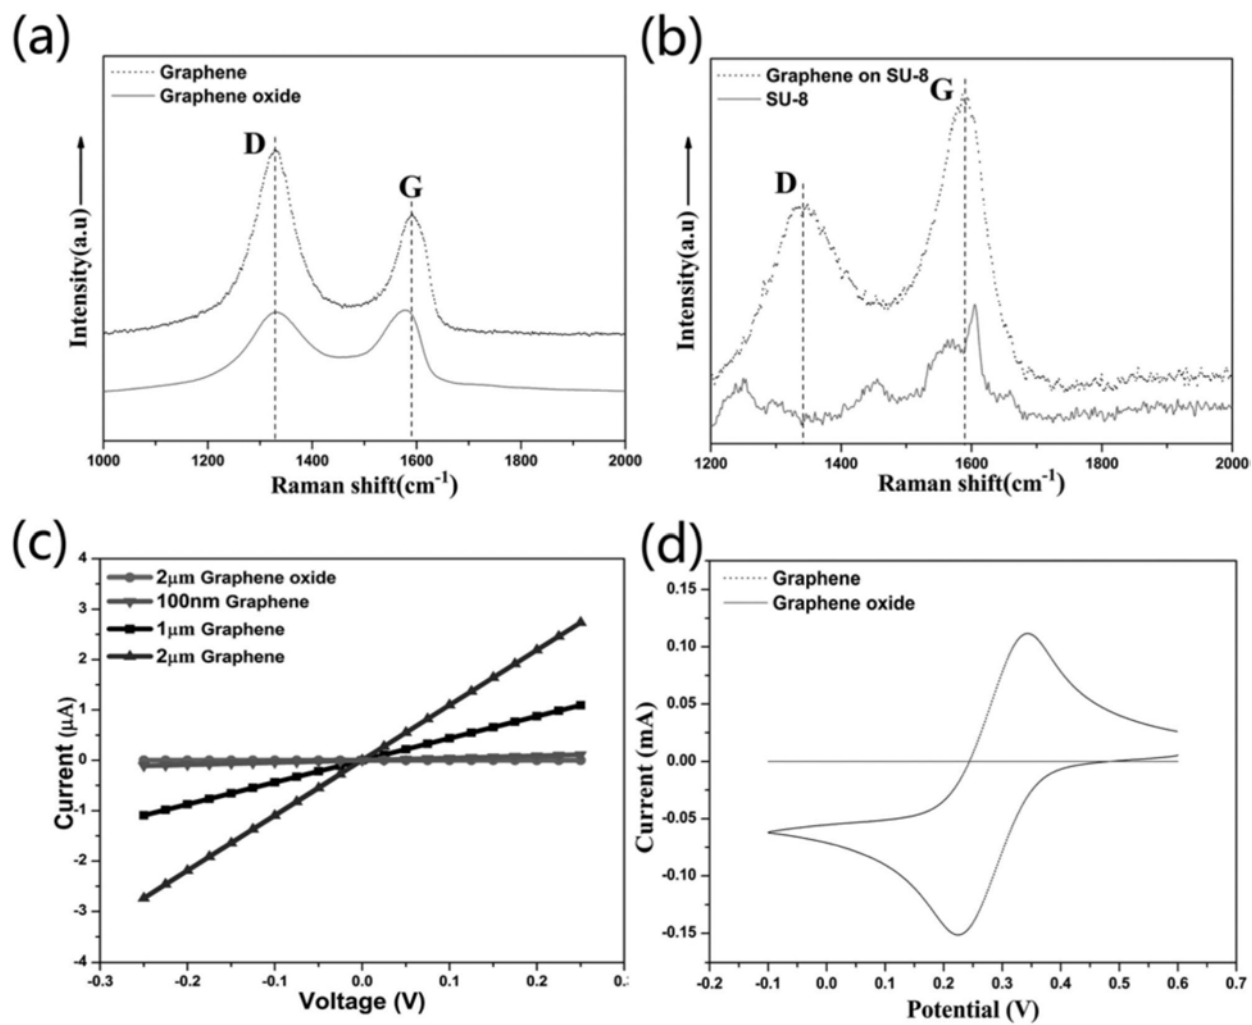 (a)
Graphene
Graphene oxide
D
G
Intensity(a.u)
1000 1200 1400 1600 1800 2000
Raman shift(cm⁻¹)
(b)
Graphene on SU-8
SU-8
G
D
Intensity(a.u)
1200 1400 1600 1800 2000
Raman shift(cm⁻¹)
(c)
2μm Graphene oxide
100nm Graphene
1μm Graphene
2μm Graphene
4
3
2
1
0
-1
-2
-3
-4
Current (μA)
-0.3 -0.2 -0.1 0.0 0.1 0.2 0.
Voltage (V)
(d)
Graphene
Graphene oxide
0.15
0.10
0.05
0.00
-0.05
-0.10
-0.15
Current (mA)
-0.2 -0.1 0.0 0.1 0.2 0.3 0.4 0.5 0.6 0.7
Potential (V)